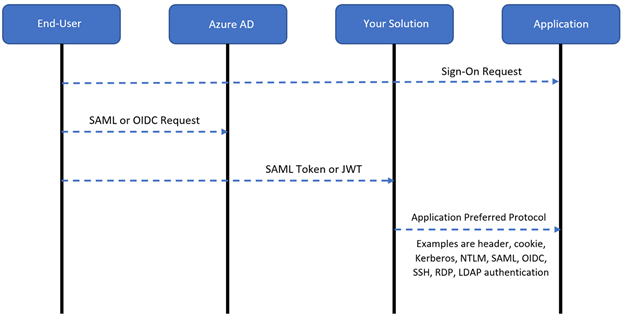 End-User
Azure AD
Your Solution
Application
Sign-On Request
SAML or OIDC Request
SAML Token or JWT
Application Preferred Protocol
Examples are header, cookie,
Kerberos, NTLM, SAML, OIDC,
SSH, RDP, LDAP authentication